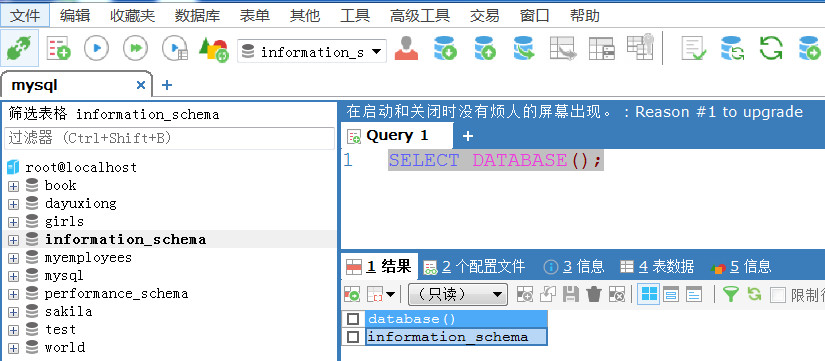 文件 编辑 收藏夹 数据库 表单 其他 工具 高级工具 交易 窗口 帮助
information_s
mysql
筛选表格 information_schema
过滤器 (Ctrl+Shift+B)
root@localhost
book
dayuxiong
girls
information_schema
myemployees
mysql
performance_schema
sakila
test
world
在启动和关闭时没有烦人的屏幕出现。 : Reason #1 to upgrade
Query 1
1 SELECT DATABASE();
1 结果 2 个配置文件 3 信息 4 表数据 5 信息
(只读) 限制
database()
information_schema